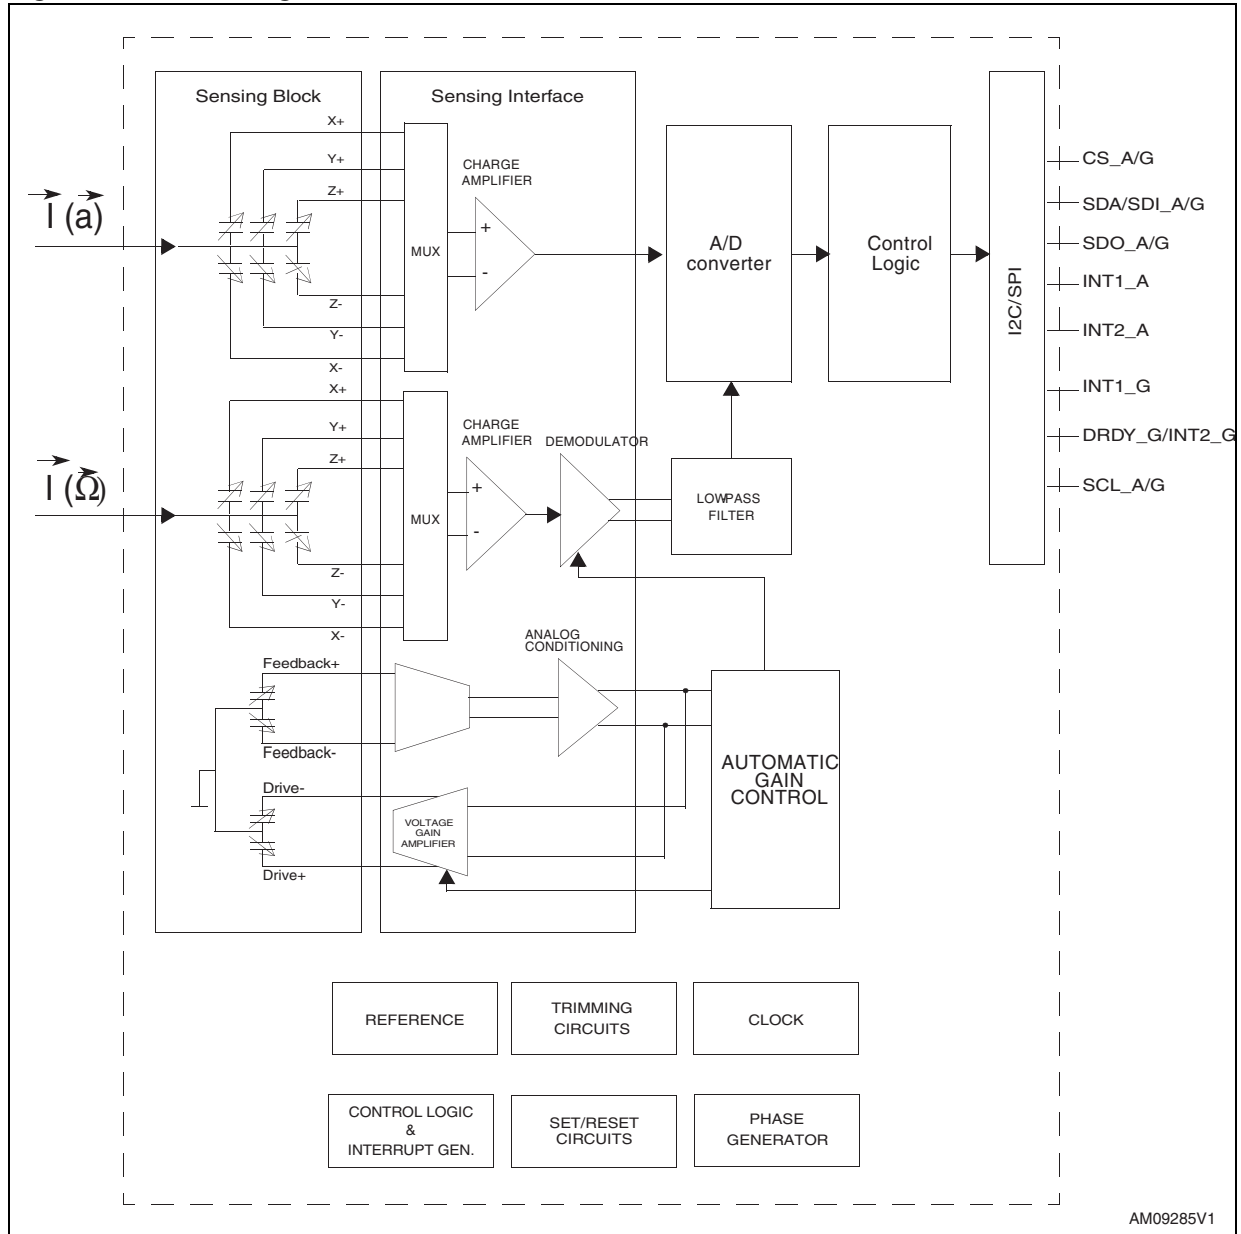 Sensing Block
Sensing Interface
X+
Y+
Z+
CHARGE
AMPLIFIER
I (a)
MUX
+
-
A/D
converter
Control
Logic
I2C/SPI
CS_A/G
SDA/SDI_A/G
SDO_A/G
INT1_A
INT2_A
INT1_G
DRDY_G/INT2_G
SCL_A/G
Z-
Y-
X-
X+
Y+
Z+
CHARGE
AMPLIFIER
DEMODULATOR
I (Ω)
MUX
+
-
LOWPASS
FILTER
Z-
Y-
X-
ANALOG
CONDITIONING
Feedback+
Feedback-
Drive-
VOLTAGE
GAIN
AMPLIFIER
Drive+
AUTOMATIC
GAIN
CONTROL
REFERENCE
TRIMMING
CIRCUITS
CLOCK
CONTROL LOGIC
&
INTERRUPT GEN.
SET/RESET
CIRCUITS
PHASE
GENERATOR
AM09285V1